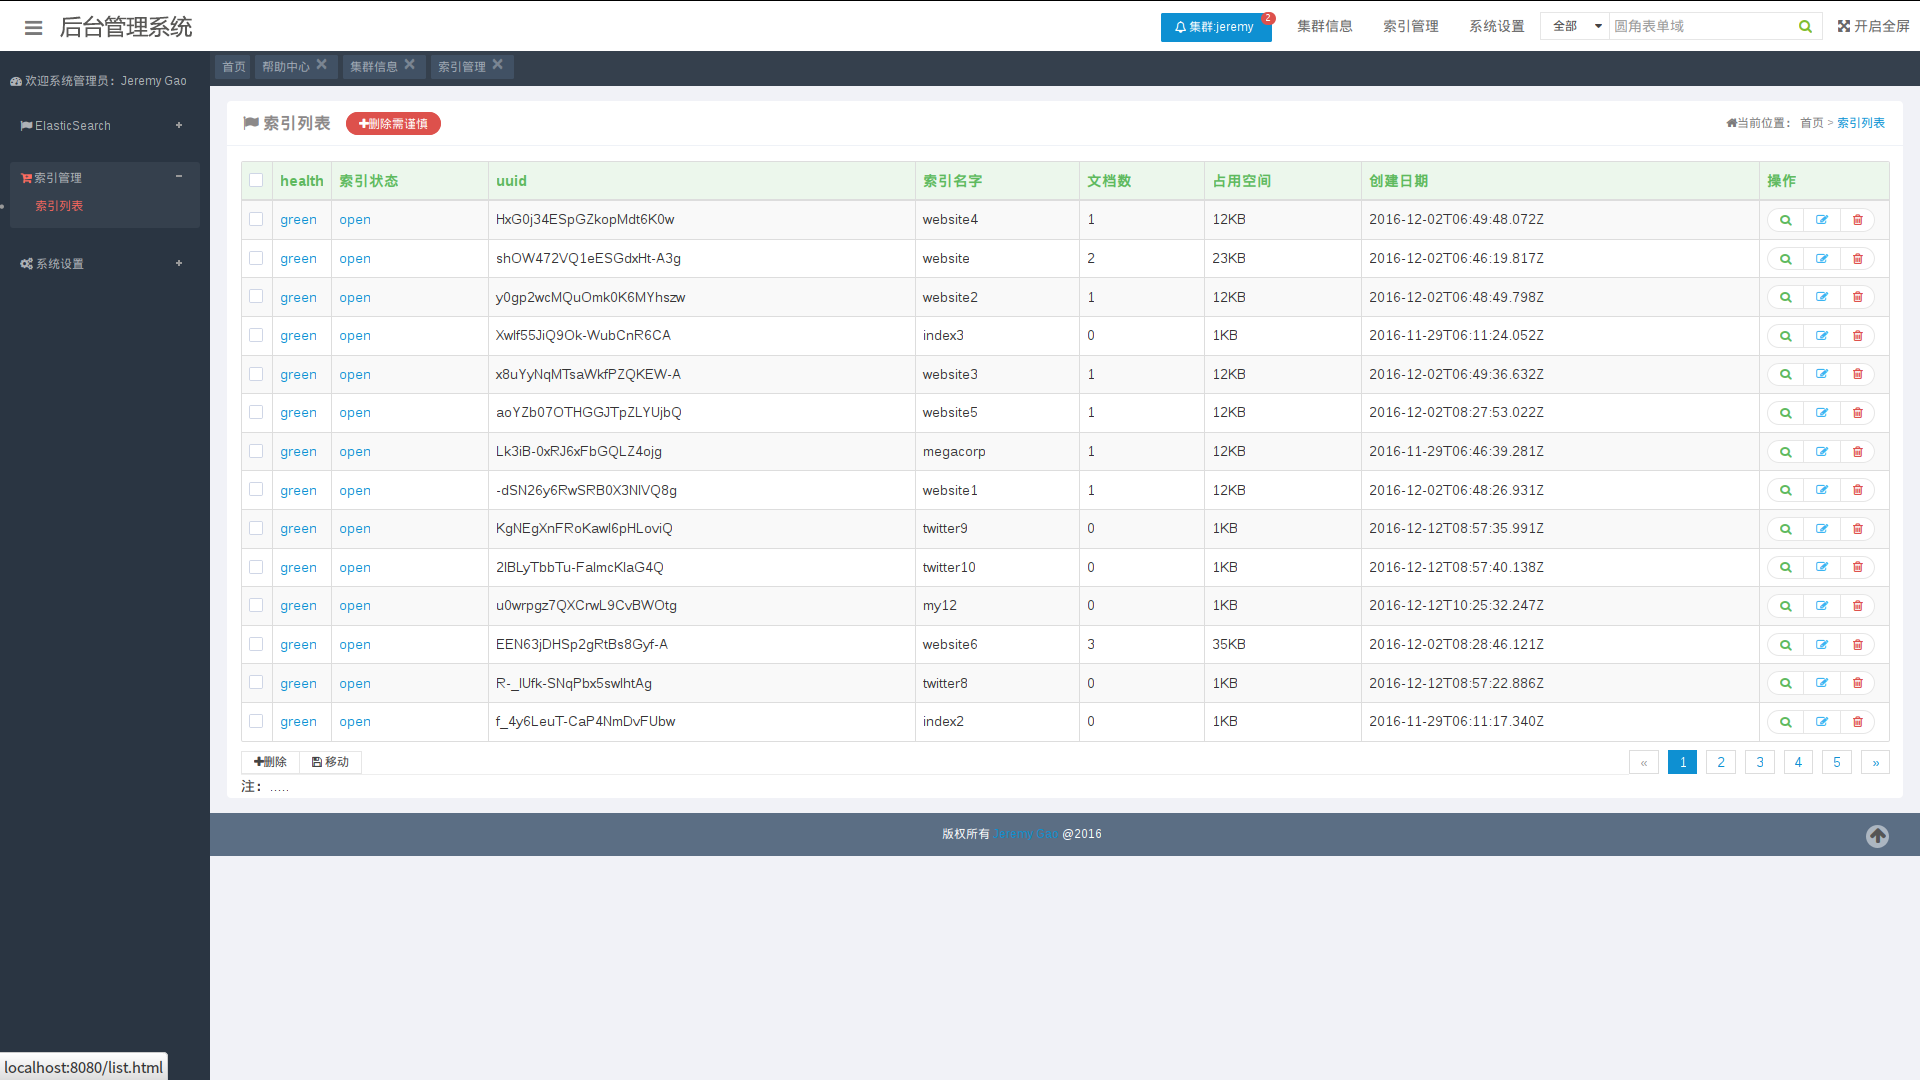 后台管理系统
集群:jeremy 2 集群信息 索引管理 系统设置 全部 圆角表单域 开启全屏
欢迎系统管理员：Jeremy Gao
ElasticSearch +
索引管理 −
索引列表
系统设置 +
首页 帮助中心 集群信息 索引管理
索引列表 删除需谨慎
当前位置： 首页 > 索引列表
health 索引状态 uuid 索引名字 文档数 占用空间 创建日期 操作
green open HxG0j34ESpGZkopMdt6K0w website4 1 12KB 2016-12-02T06:49:48.072Z
green open shOW472VQ1eESGdxHt-A3g website 2 23KB 2016-12-02T06:46:19.817Z
green open y0gp2wcMQuOmk0K6MYhszw website2 1 12KB 2016-12-02T06:48:49.798Z
green open Xwlf55JiQ9Ok-WubCnR6CA index3 0 1KB 2016-11-29T06:11:24.052Z
green open x8uYyNqMTsaWkfPZQKEW-A website3 1 12KB 2016-12-02T06:49:36.632Z
green open aoYZb07OTHGGJTpZLYUjbQ website5 1 12KB 2016-12-02T08:27:53.022Z
green open Lk3iB-0xRJ6xFbGQLZ4ojg megacorp 1 12KB 2016-11-29T06:46:39.281Z
green open -dSN26y6RwSRB0X3NlVQ8g website1 1 12KB 2016-12-02T06:48:26.931Z
green open KgNEgXnFRoKawl6pHLoviQ twitter9 0 1KB 2016-12-12T08:57:35.991Z
green open 2lBLyTbbTu-FalmcKlaG4Q twitter10 0 1KB 2016-12-12T08:57:40.138Z
green open u0wrpgz7QXCrwL9CvBWOtg my12 0 1KB 2016-12-12T10:25:32.247Z
green open EEN63jDHSp2gRtBs8Gyf-A website6 3 35KB 2016-12-02T08:28:46.121Z
green open R-_lUfk-SNqPbx5swlhtAg twitter8 0 1KB 2016-12-12T08:57:22.886Z
green open f_4y6LeuT-CaP4NmDvFUbw index2 0 1KB 2016-11-29T06:11:17.340Z
删除 移动
« 1 2 3 4 5 »
注：.....
版权所有 Jeremy Gao @2016
localhost:8080/list.html